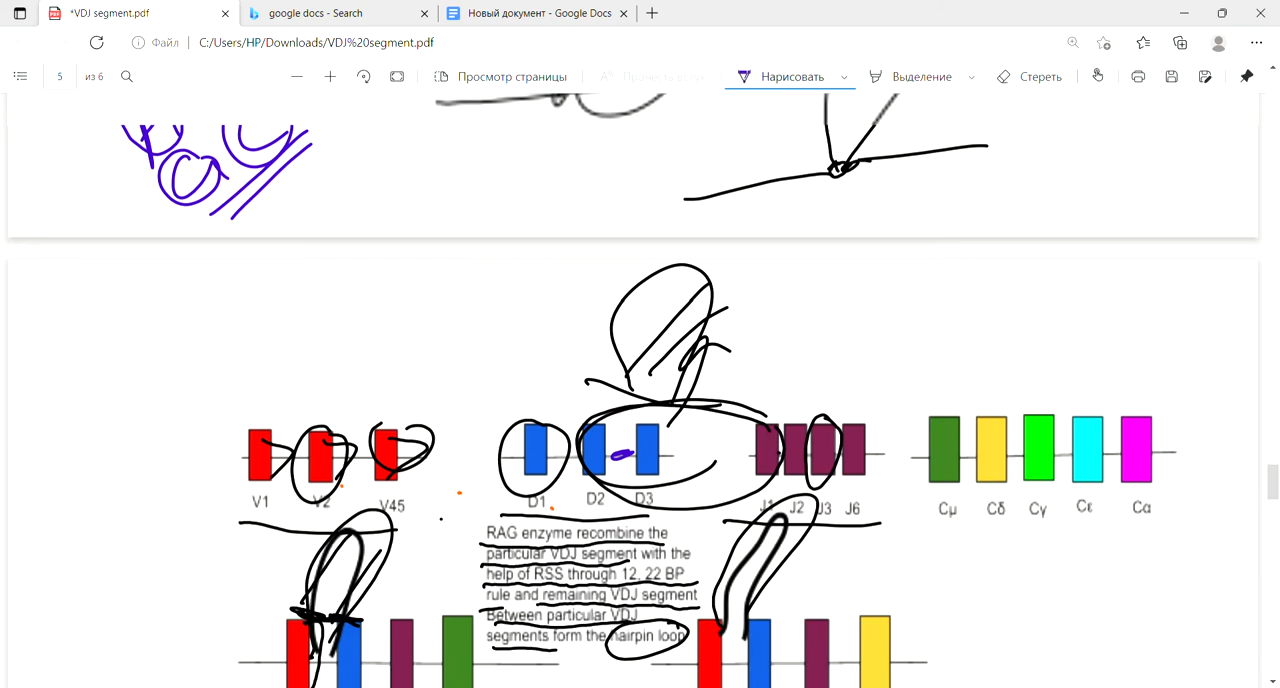 *VDJ segment.pdf
google docs - Search
Новый документ - Google Docs
Файл
C:/Users/HP/Downloads/VDJ%20segment.pdf
5 из 6
Просмотр страницы
Нарисовать
Выделение
Стереть
V1 V2 V45 D1 D2 D3 J1 J2 J3 J6 Cμ Cδ Cγ Cε Cα
RAG enzyme recombine the
particular VDJ segment with the
help of RSS through 12, 22 BP
rule and remaining VDJ segment
Between particular VDJ
segments form the hairpin loop